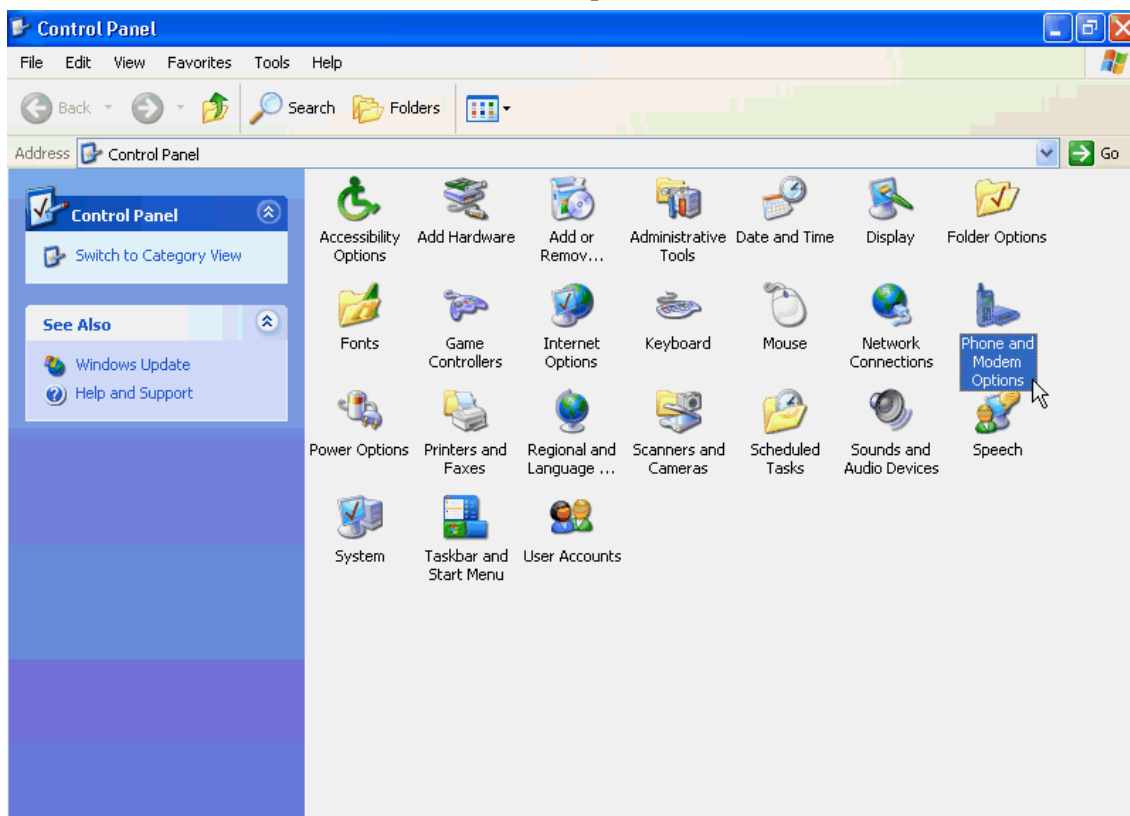 Control Panel
File Edit View Favorites Tools Help
Back Search Folders
Address Control Panel Go
Control Panel
Switch to Category View
See Also
Windows Update
Help and Support
Accessibility Options
Add Hardware
Add or Remov...
Administrative Tools
Date and Time
Display
Folder Options
Fonts
Game Controllers
Internet Options
Keyboard
Mouse
Network Connections
Phone and Modem Options
Power Options
Printers and Faxes
Regional and Language ...
Scanners and Cameras
Scheduled Tasks
Sounds and Audio Devices
Speech
System
Taskbar and Start Menu
User Accounts